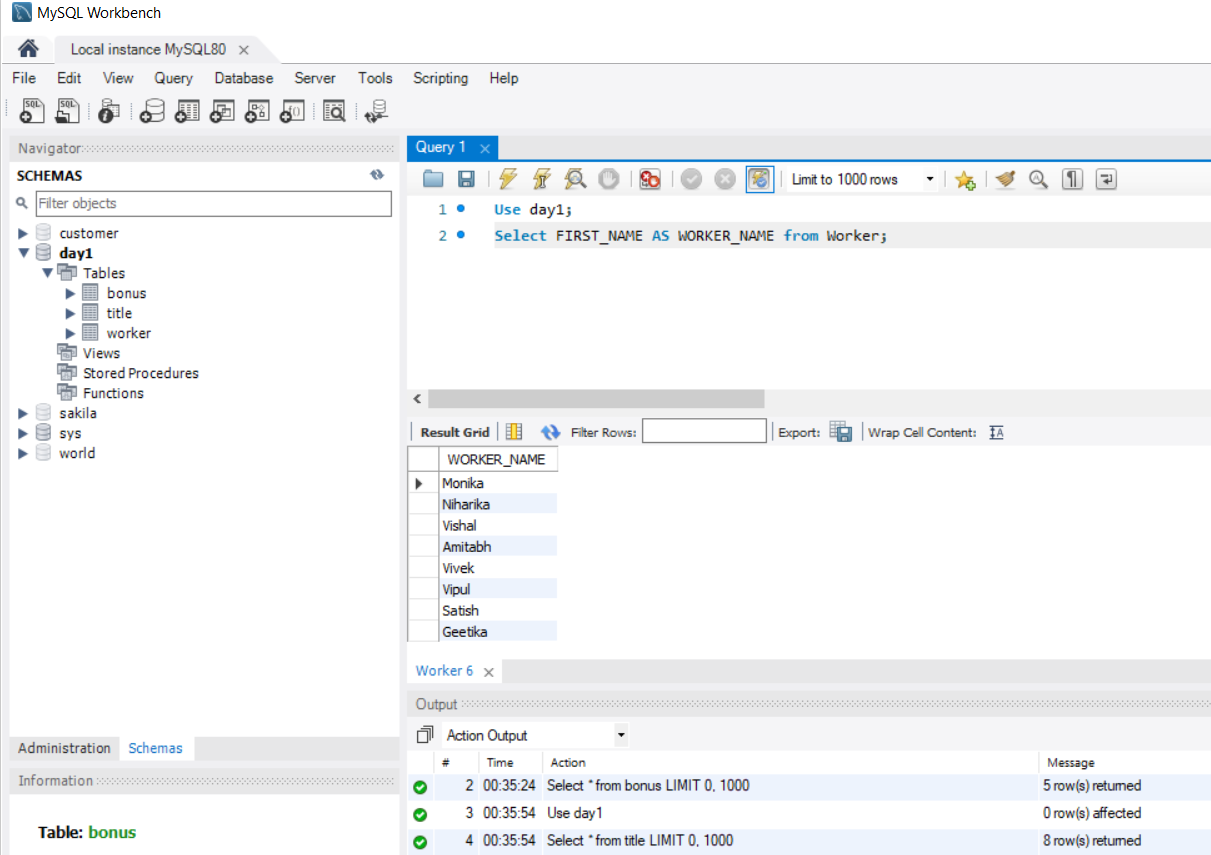 MySQL Workbench
Local instance MySQL80
File Edit View Query Database Server Tools Scripting Help
SQL SQL
Navigator
SCHEMAS
Filter objects
customer
day1
Tables
bonus
title
worker
Views
Stored Procedures
Functions
sakila
sys
world
Administration Schemas
Information
Table: bonus
Query 1
Limit to 1000 rows
1 Use day1;
2 Select FIRST_NAME AS WORKER_NAME from Worker;
Result Grid Filter Rows: Export: Wrap Cell Content: IA
WORKER_NAME
Monika
Niharika
Vishal
Amitabh
Vivek
Vipul
Satish
Geetika
Worker 6
Output
Action Output
# Time Action Message
2 00:35:24 Select * from bonus LIMIT 0, 1000 5 row(s) returned
3 00:35:54 Use day1 0 row(s) affected
4 00:35:54 Select * from title LIMIT 0, 1000 8 row(s) returned